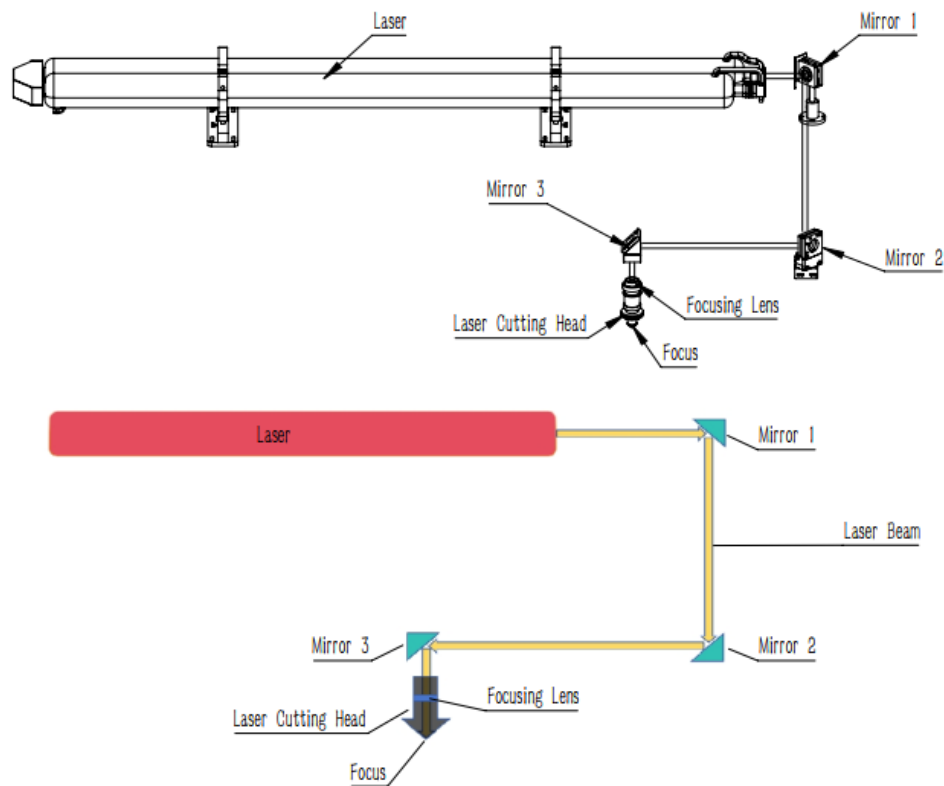 Laser
Mirror 1
Mirror 3
Mirror 2
Focusing Lens
Laser Cutting Head
Focus
Laser
Mirror 1
Laser Beam
Mirror 3
Mirror 2
Focusing Lens
Laser Cutting Head
Focus